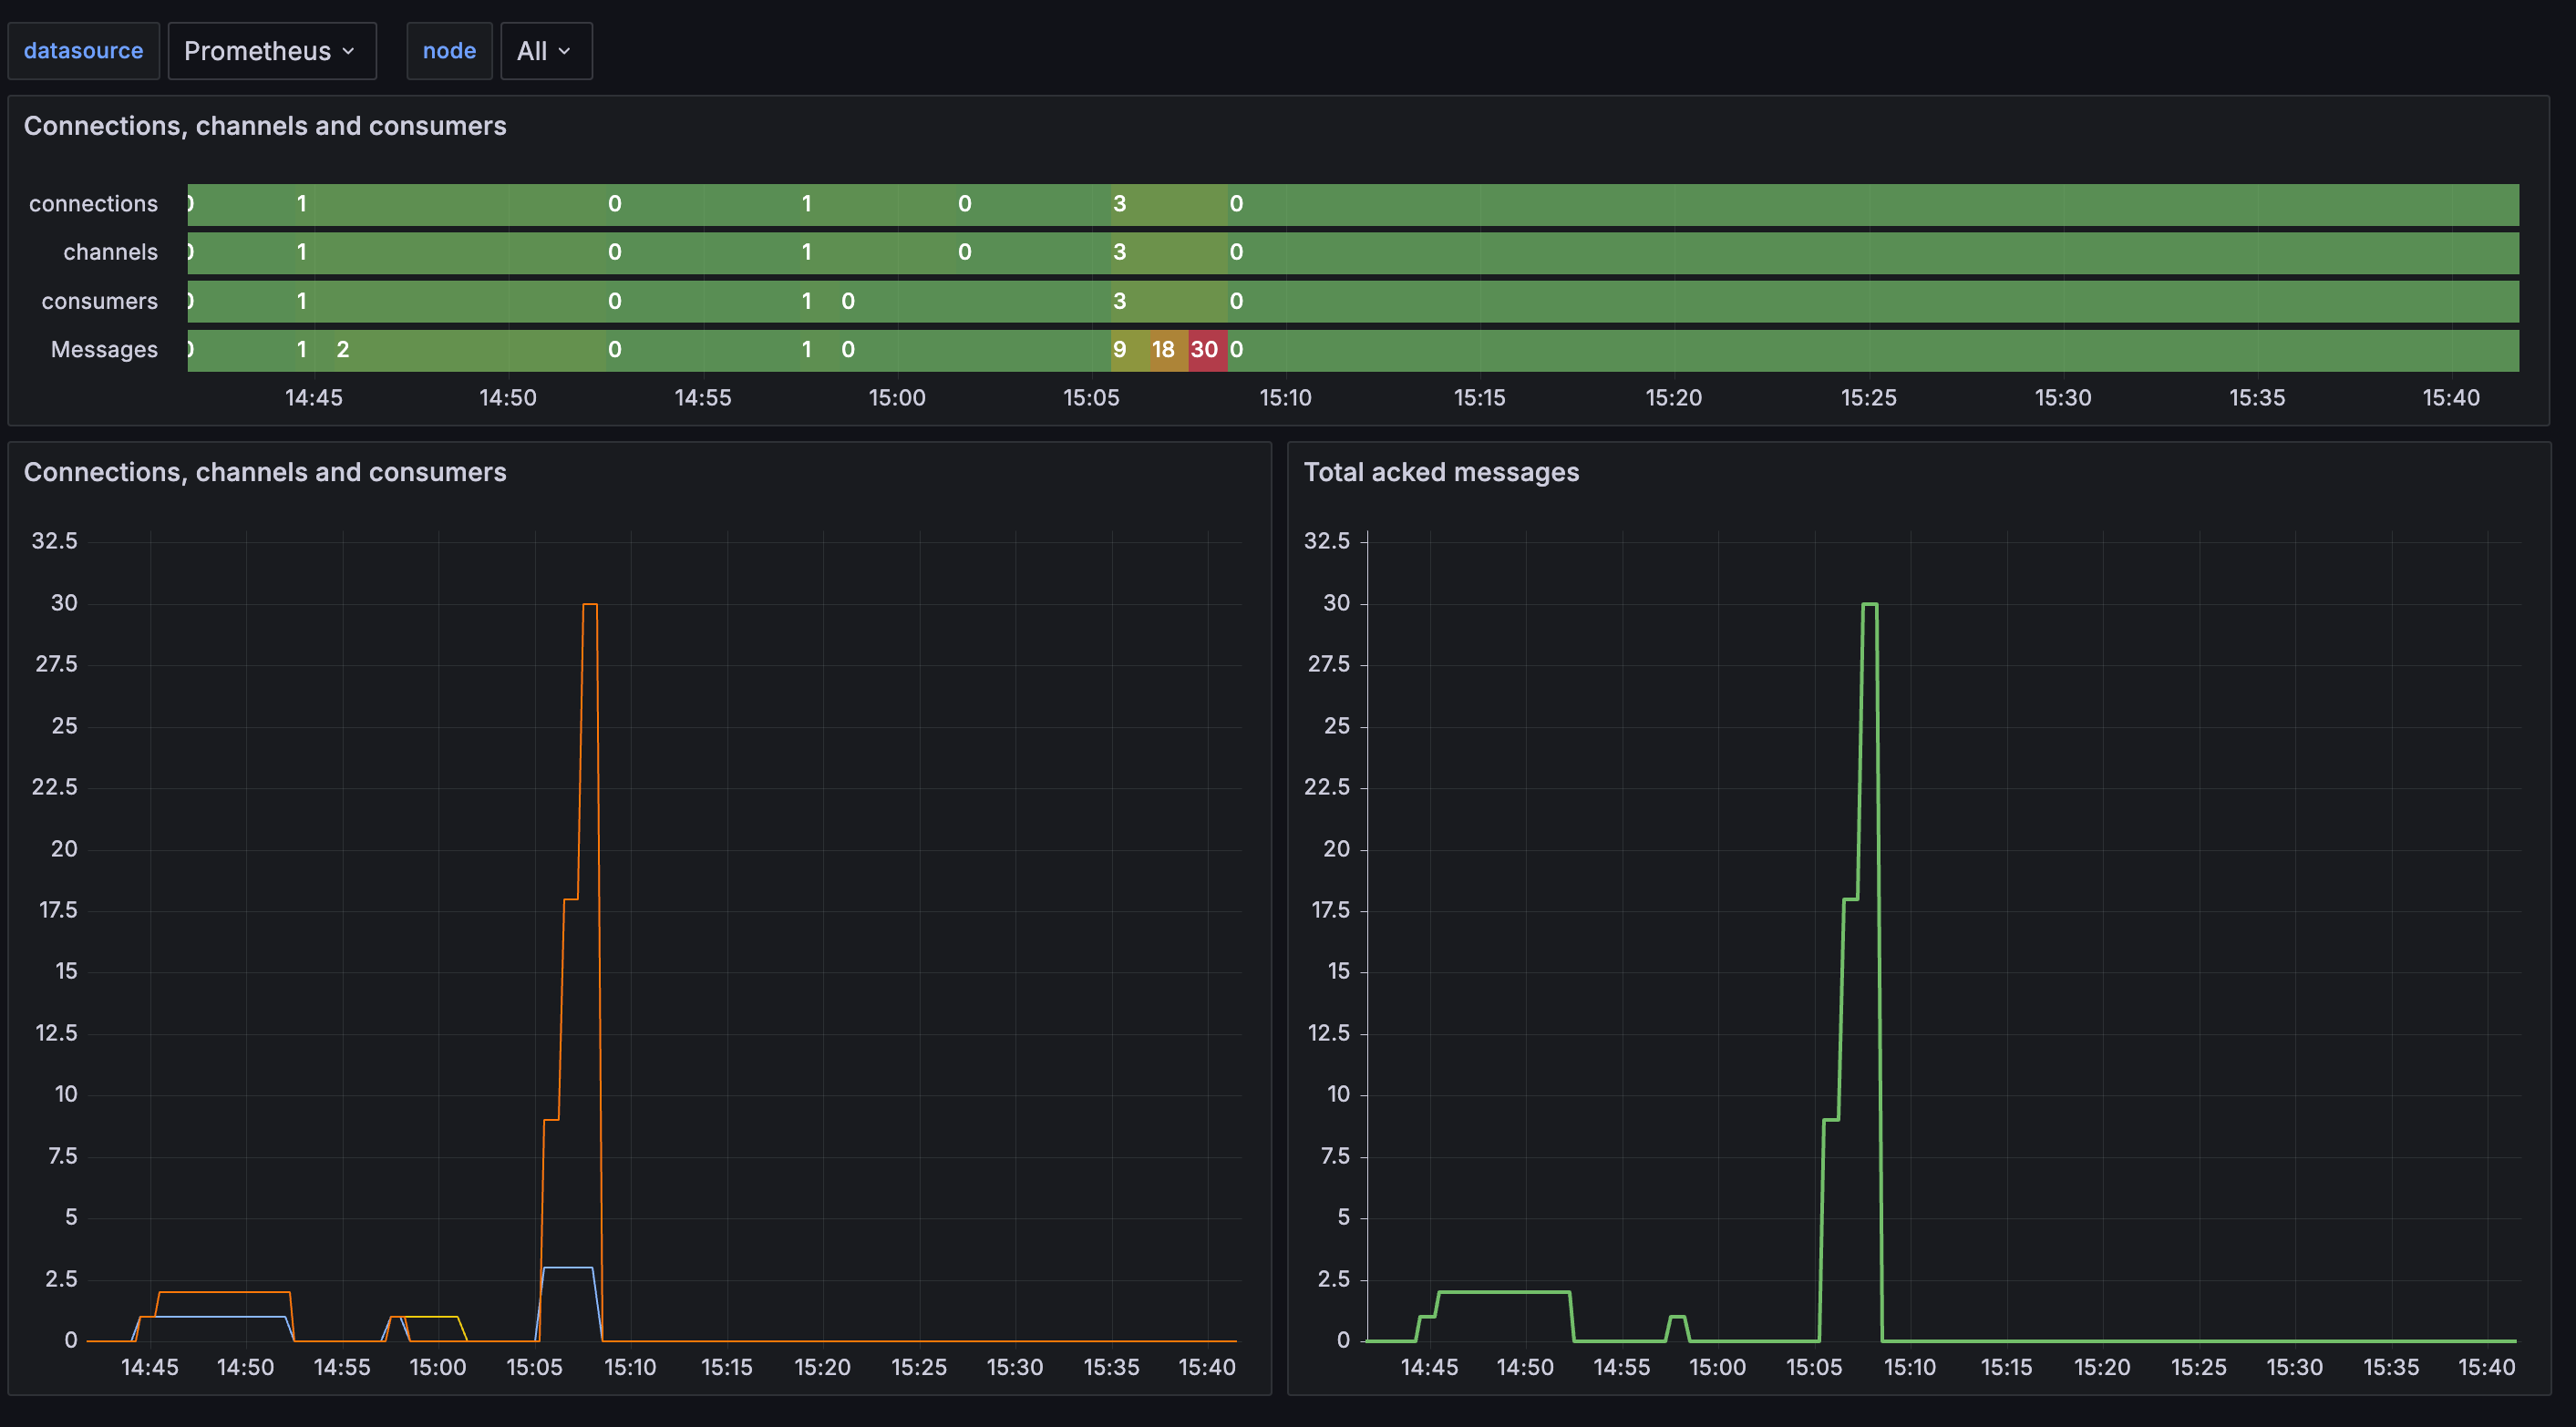 datasource Prometheus node All
Connections, channels and consumers
connections 0 1 0 1 0 3 0
channels 0 1 0 1 0 3 0
consumers 0 1 0 1 0 3 0
Messages 0 1 2 0 1 0 9 18 30 0
14:45 14:50 14:55 15:00 15:05 15:10 15:15 15:20 15:25 15:30 15:35 15:40
Connections, channels and consumers
32.5
30
27.5
25
22.5
20
17.5
15
12.5
10
7.5
5
2.5
0
14:45 14:50 14:55 15:00 15:05 15:10 15:15 15:20 15:25 15:30 15:35 15:40
Total acked messages
32.5
30
27.5
25
22.5
20
17.5
15
12.5
10
7.5
5
2.5
0
14:45 14:50 14:55 15:00 15:05 15:10 15:15 15:20 15:25 15:30 15:35 15:40